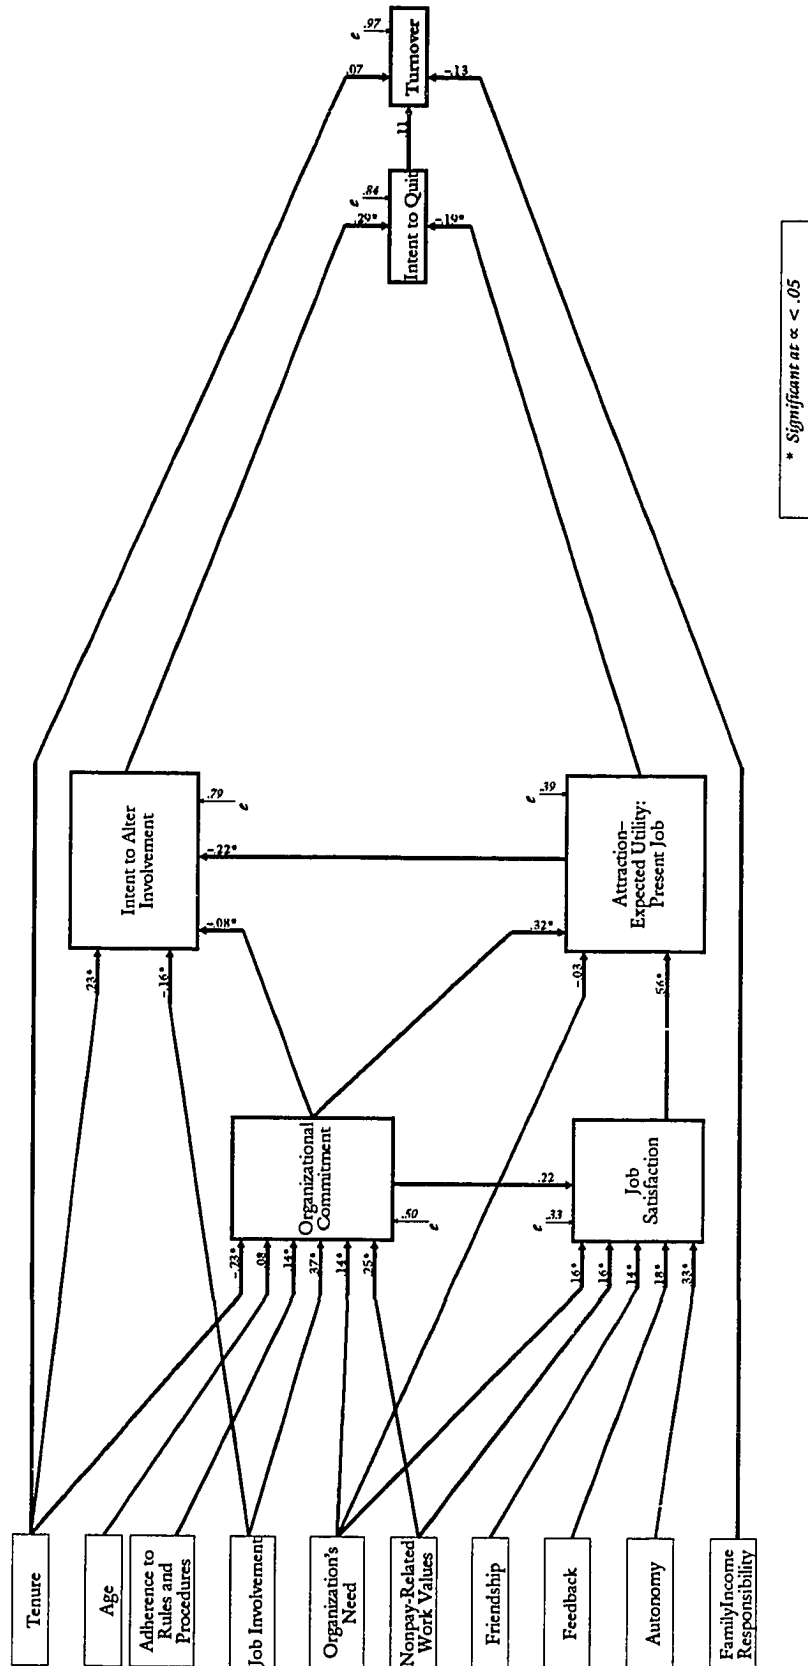 Tenure
Age
Adherence to
Rules and
Procedures
Job Involvement
Organization's
Need
Nonpay-Related
Work Values
Friendship
Feedback
Autonomy
Family Income
Responsibility
-.23*
.08
.14*
.37*
.14*
.25*
Organizational
Commitment
.50
e
.22
.16*
.16*
.14*
.18*
.33*
Job
Satisfaction
.33
e
.23*
-.16*
-.08*
-.22*
Intent to Alter
Involvement
.79
e
.32*
-.03
.56*
Attraction–
Expected Utility:
Present Job
.39
e
.29*
-.19*
Intent to Quit
.84
e
.11
.07
-.13
Turnover
.97
e
* Significant at ∝ < .05